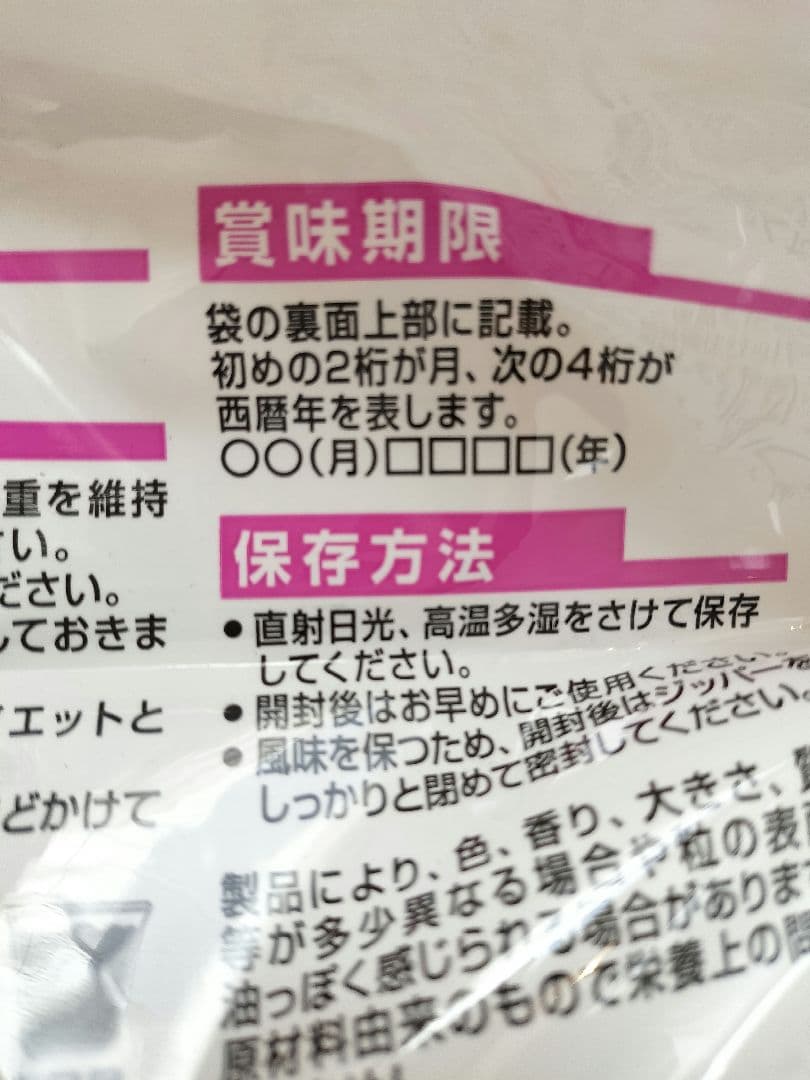 賞味期限
袋の裏面上部に記載。
初めの2桁が月、次の4桁が
西暦年を表します。
○○(月)□□□□(年)
保存方法
●直射日光、高温多湿をさけて保存
してください。
●開封後はお早めにご使用ください。
●風味を保つため、開封後はジッパーを
しっかりと閉めて密封してください。
製品により、色、香り、大きさ、
等が多少異なる場合や粒の表
油っぽく感じられる場合がありま
原材料由来のもので栄養上の
重を維持
い。
ださい。
ておきま
エットと
どかけて